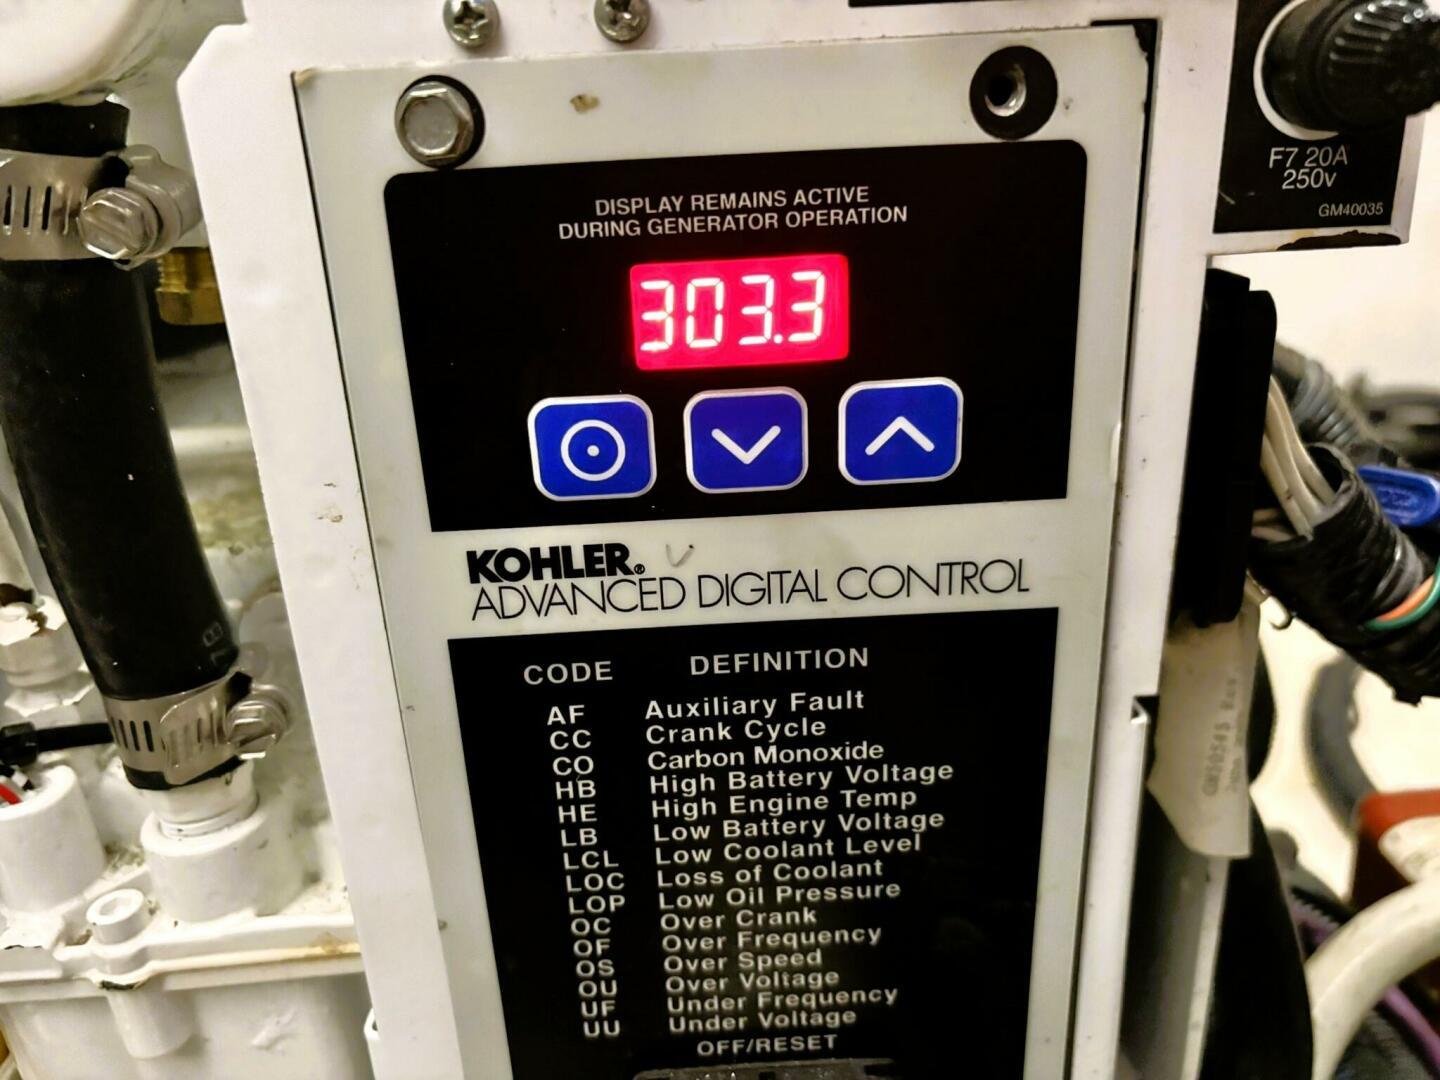 F7 20A
250v
GM40035
DISPLAY REMAINS ACTIVE
DURING GENERATOR OPERATION
303.3
KOHLER®
ADVANCED DIGITAL CONTROL
CODE DEFINITION
AF Auxiliary Fault
CC Crank Cycle
CO Carbon Monoxide
HB High Battery Voltage
HE High Engine Temp
LB Low Battery Voltage
LCL Low Coolant Level
LOC Loss of Coolant
LOP Low Oil Pressure
OC Over Crank
OF Over Frequency
OS Over Speed
OU Over Voltage
UF Under Frequency
UU Under Voltage
OFF/RESET